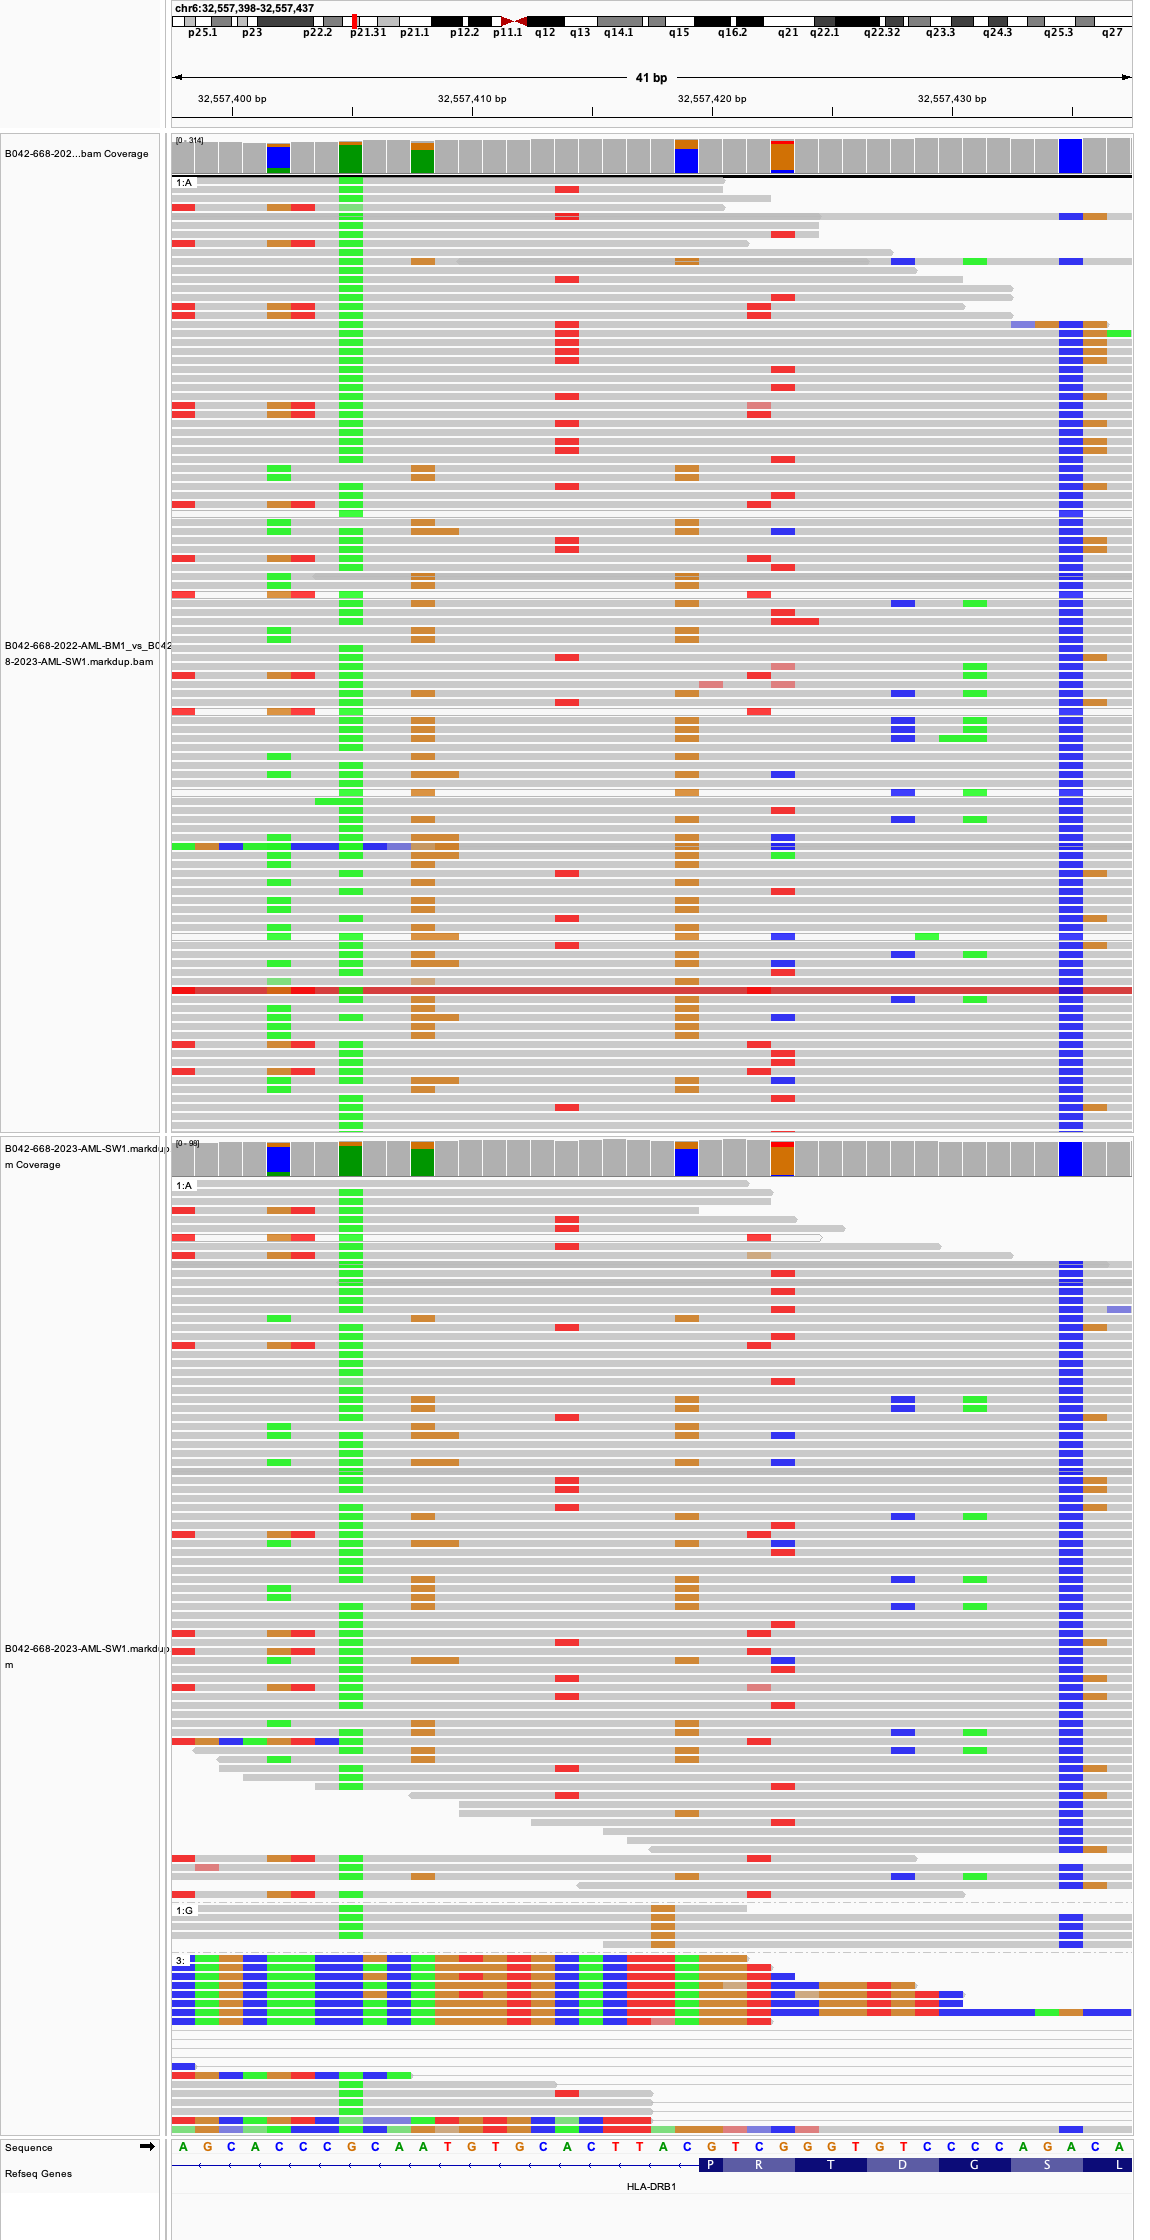 chr6:32,557,398-32,557,437
p25.1 p23 p22.2 p21.31 p21.1 p12.2 p11.1 q12 q13 q14.1 q15 q16.2 q21 q22.1 q22.32 q23.3 q24.3 q25.3 q27
41 bp
32,557,400 bp 32,557,410 bp 32,557,420 bp 32,557,430 bp
[0 - 314]
B042-668-202...bam Coverage
1:A
B042-668-2022-AML-BM1_vs_B042
8-2023-AML-SW1.markdup.bam
[0 - 99]
B042-668-2023-AML-SW1.markdup
m Coverage
1:A
B042-668-2023-AML-SW1.markdup
m
1:G
3:
Sequence A G C A C C C G C A A T G T G C A C T T A C G T C G G G T G T C C C C A G A C A
P R T D G S L
Refseq Genes
HLA-DRB1